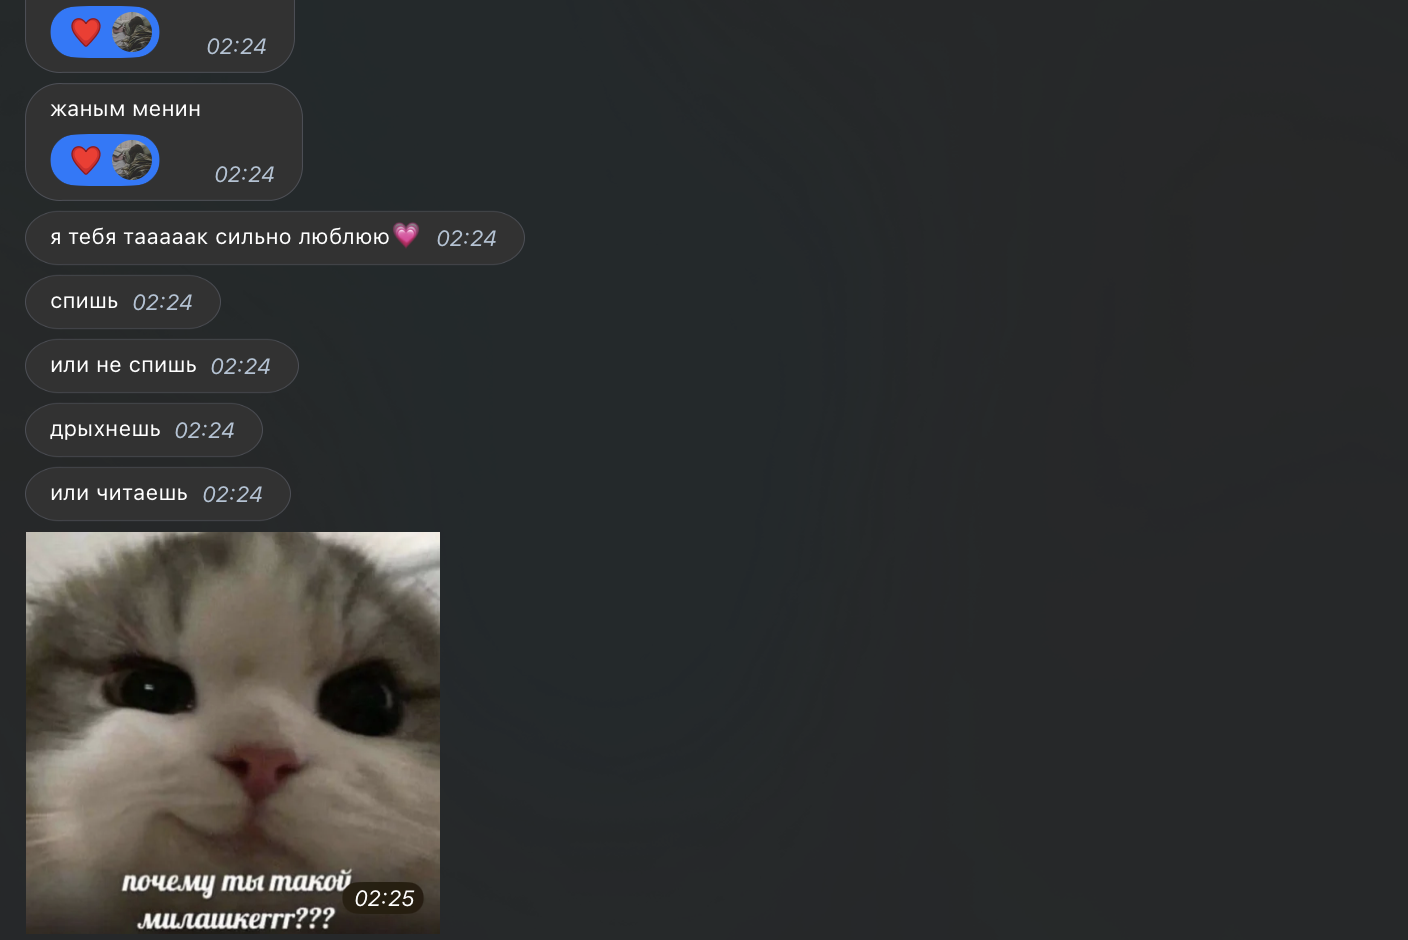 02:24
жаным менин
02:24
я тебя тааааак сильно люблюю💗 02:24
спишь 02:24
или не спишь 02:24
дрыхнешь 02:24
или читаешь 02:24
почему ты такой
02:25
милашкеггг???